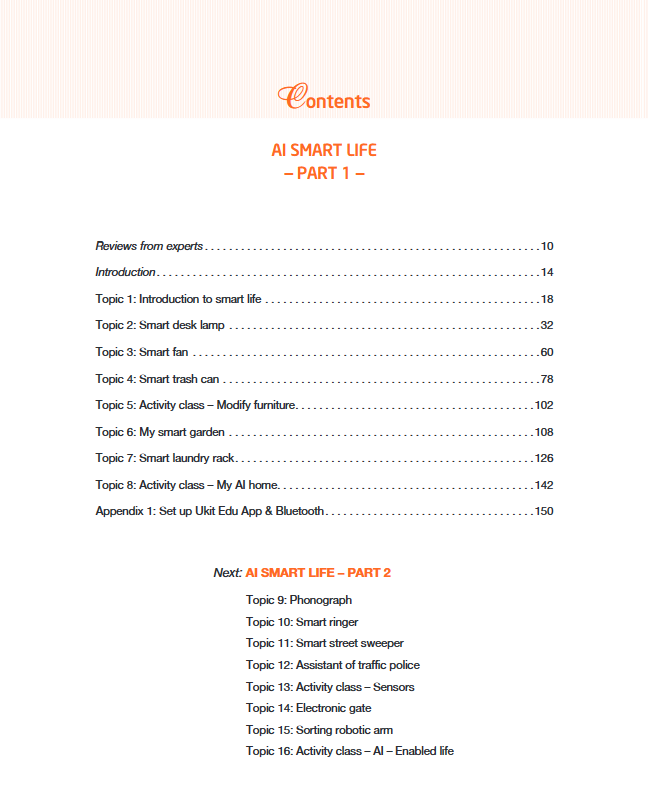 Contents
AI SMART LIFE
– PART 1 –
Reviews from experts . . . . . . . . . . . . . . . . . . . . . . . . . . . . . . . . . . . . . . . . . . . . . . . . . . . . . . . . 10
Introduction . . . . . . . . . . . . . . . . . . . . . . . . . . . . . . . . . . . . . . . . . . . . . . . . . . . . . . . . . . . . . . . . 14
Topic 1: Introduction to smart life . . . . . . . . . . . . . . . . . . . . . . . . . . . . . . . . . . . . . . . . . . . . . . 18
Topic 2: Smart desk lamp . . . . . . . . . . . . . . . . . . . . . . . . . . . . . . . . . . . . . . . . . . . . . . . . . . . . 32
Topic 3: Smart fan . . . . . . . . . . . . . . . . . . . . . . . . . . . . . . . . . . . . . . . . . . . . . . . . . . . . . . . . . . 60
Topic 4: Smart trash can . . . . . . . . . . . . . . . . . . . . . . . . . . . . . . . . . . . . . . . . . . . . . . . . . . . . . 78
Topic 5: Activity class – Modify furniture. . . . . . . . . . . . . . . . . . . . . . . . . . . . . . . . . . . . . . . . 102
Topic 6: My smart garden . . . . . . . . . . . . . . . . . . . . . . . . . . . . . . . . . . . . . . . . . . . . . . . . . . . 108
Topic 7: Smart laundry rack . . . . . . . . . . . . . . . . . . . . . . . . . . . . . . . . . . . . . . . . . . . . . . . . . . 126
Topic 8: Activity class – My AI home. . . . . . . . . . . . . . . . . . . . . . . . . . . . . . . . . . . . . . . . . . . 142
Appendix 1: Set up Ukit Edu App & Bluetooth . . . . . . . . . . . . . . . . . . . . . . . . . . . . . . . . . . . 150
Next: AI SMART LIFE – PART 2
Topic 9: Phonograph
Topic 10: Smart ringer
Topic 11: Smart street sweeper
Topic 12: Assistant of traffic police
Topic 13: Activity class – Sensors
Topic 14: Electronic gate
Topic 15: Sorting robotic arm
Topic 16: Activity class – AI – Enabled life